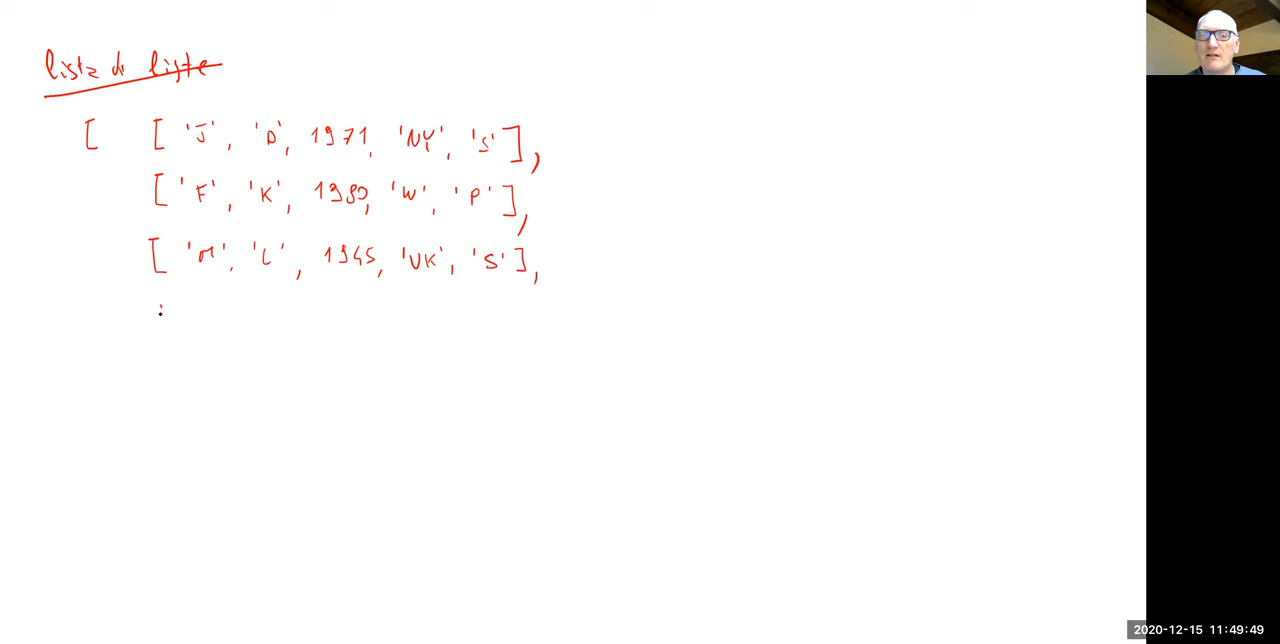 lista di liste
[ [ 'J', 'D', 1971, 'NY', 'S'],
['F', 'K', 1980, 'W', 'P'],
['M', 'L', 1945, 'UK', 'S'],
:
2020-12-15 11:49:49